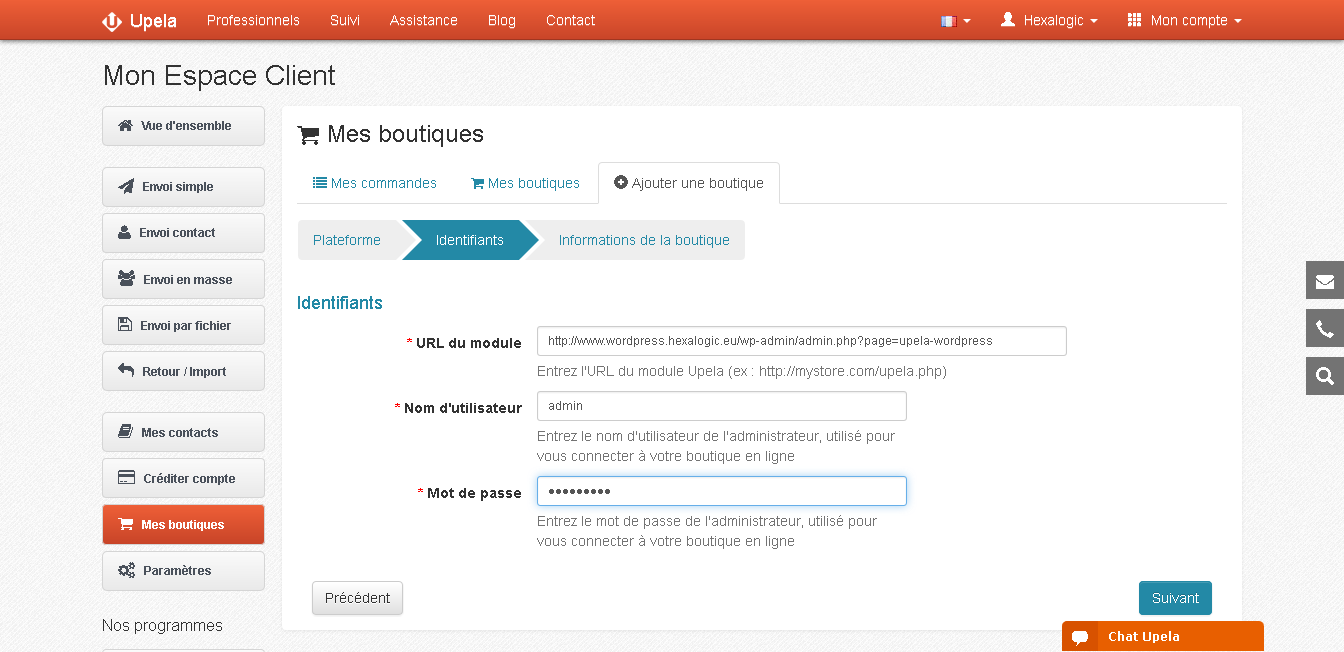 Upela Professionnels Suivi Assistance Blog Contact Hexalogic Mon compte
Mon Espace Client
Vue d'ensemble
Envoi simple
Envoi contact
Envoi en masse
Envoi par fichier
Retour / Import
Mes contacts
Créditer compte
Mes boutiques
Paramètres
Nos programmes
Mes boutiques
Mes commandes Mes boutiques Ajouter une boutique
Plateforme Identifiants Informations de la boutique
Identifiants
* URL du module http://www.wordpress.hexalogic.eu/wp-admin/admin.php?page=upela-wordpress
Entrez l'URL du module Upela (ex : http://mystore.com/upela.php)
* Nom d'utilisateur admin
Entrez le nom d'utilisateur de l'administrateur, utilisé pour
vous connecter à votre boutique en ligne
* Mot de passe •••••••••
Entrez le mot de passe de l'administrateur, utilisé pour
vous connecter à votre boutique en ligne
Précédent Suivant
Chat Upela